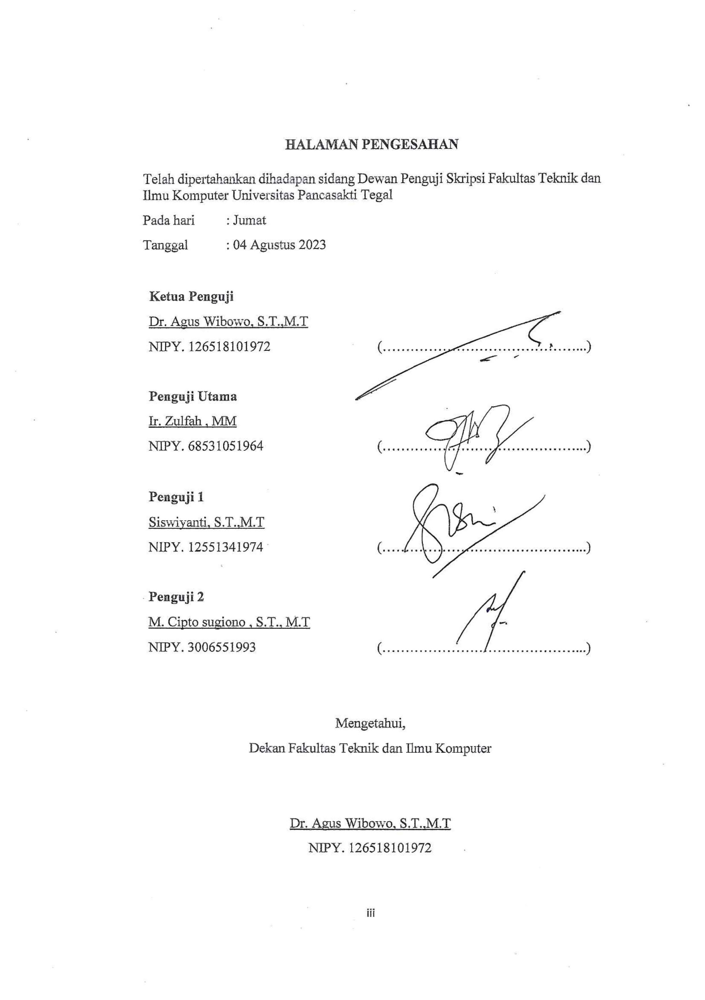 HALAMAN PENGESAHAN
Telah dipertahankan dihadapan sidang Dewan Penguji Skripsi Fakultas Teknik dan
Ilmu Komputer Universitas Pancasakti Tegal
Pada hari : Jumat
Tanggal : 04 Agustus 2023
Ketua Penguji
Dr. Agus Wibowo, S.T.,M.T
NIPY. 126518101972 (..................................................)
Penguji Utama
Ir. Zulfah , MM
NIPY. 68531051964 (..................................................)
Penguji 1
Siswiyanti, S.T.,M.T
NIPY. 12551341974 (..................................................)
Penguji 2
M. Cipto sugiono , S.T., M.T
NIPY. 3006551993 (..................................................)
Mengetahui,
Dekan Fakultas Teknik dan Ilmu Komputer
Dr. Agus Wibowo, S.T.,M.T
NIPY. 126518101972
iii